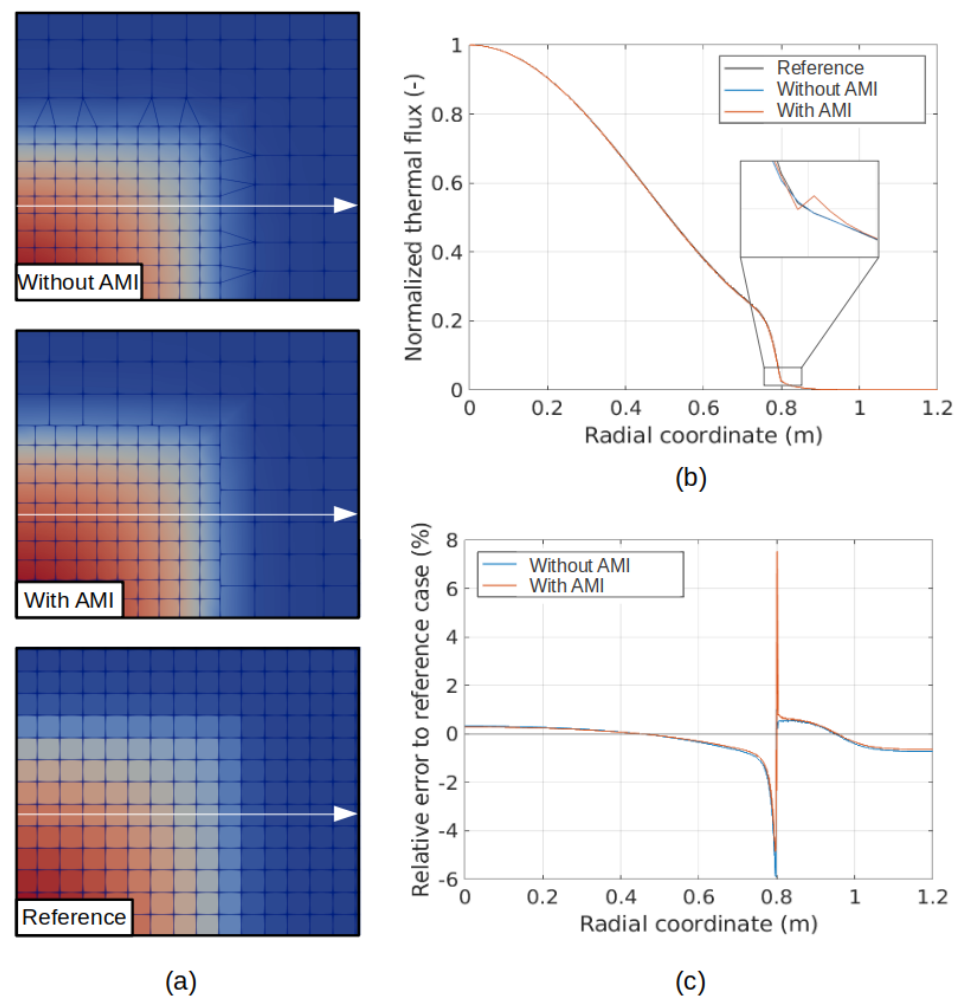 Without AMI
With AMI
Reference
(a)
Normalized thermal flux (-)
1
0.8
0.6
0.4
0.2
0
Reference
Without AMI
With AMI
0 0.2 0.4 0.6 0.8 1 1.2
Radial coordinate (m)
(b)
Relative error to reference case (%)
8
6
4
2
0
-2
-4
-6
Without AMI
With AMI
0 0.2 0.4 0.6 0.8 1 1.2
Radial coordinate (m)
(c)